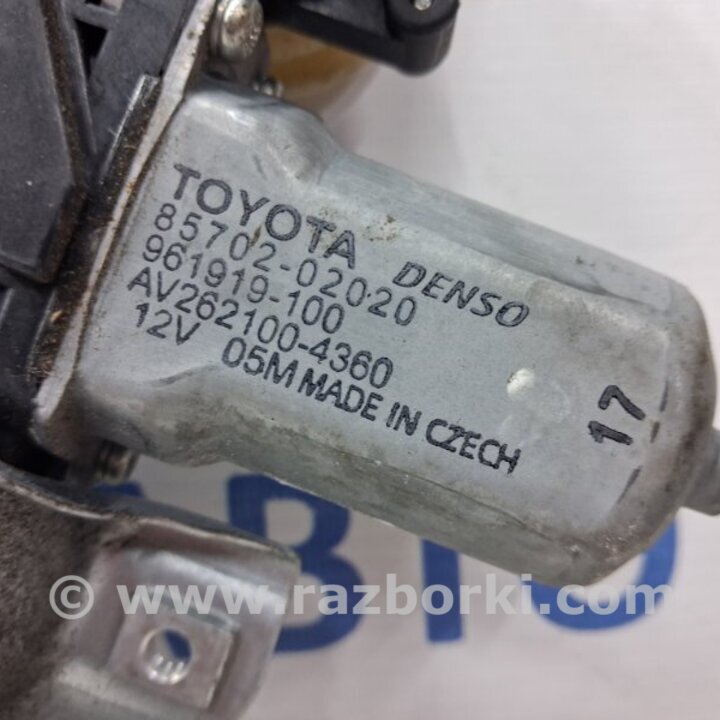 TOYOTA
85702-02020 DENSO
961919-100
AV262100-4360
12V 05M MADE IN CZECH
17
© www.razborki.com